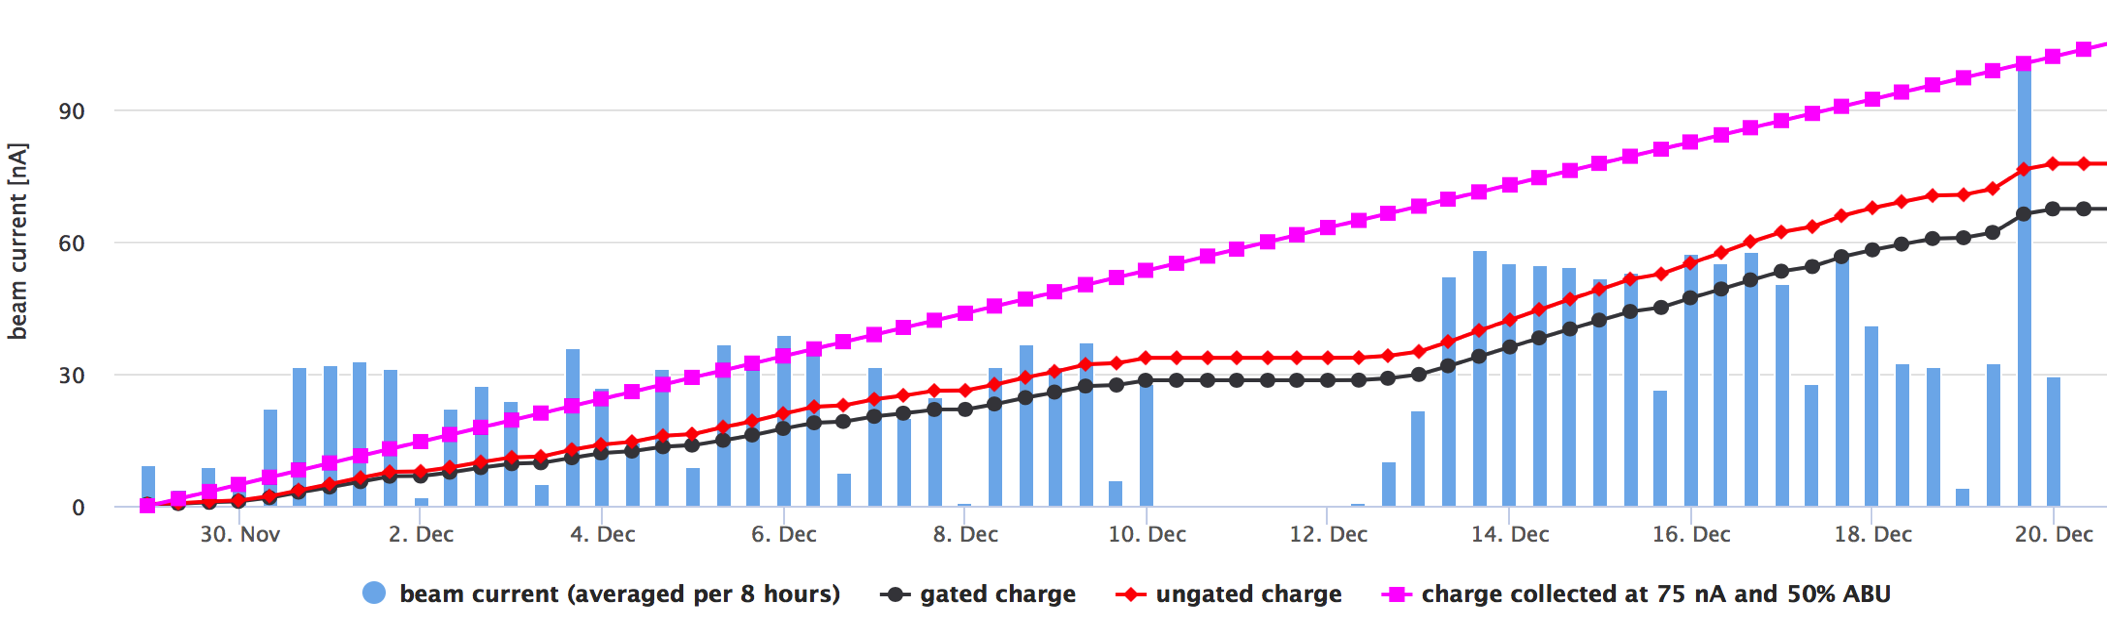 90
60
30
0
beam current [nA]
30. Nov 2. Dec 4. Dec 6. Dec 8. Dec 10. Dec 12. Dec 14. Dec 16. Dec 18. Dec 20. Dec
beam current (averaged per 8 hours) gated charge ungated charge charge collected at 75 nA and 50% ABU